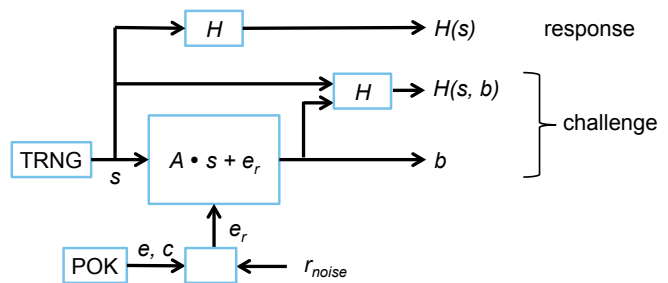 H H(s) response
H H(s, b)
challenge
TRNG s A • s + e_r b
e_r
POK e, c r_noise